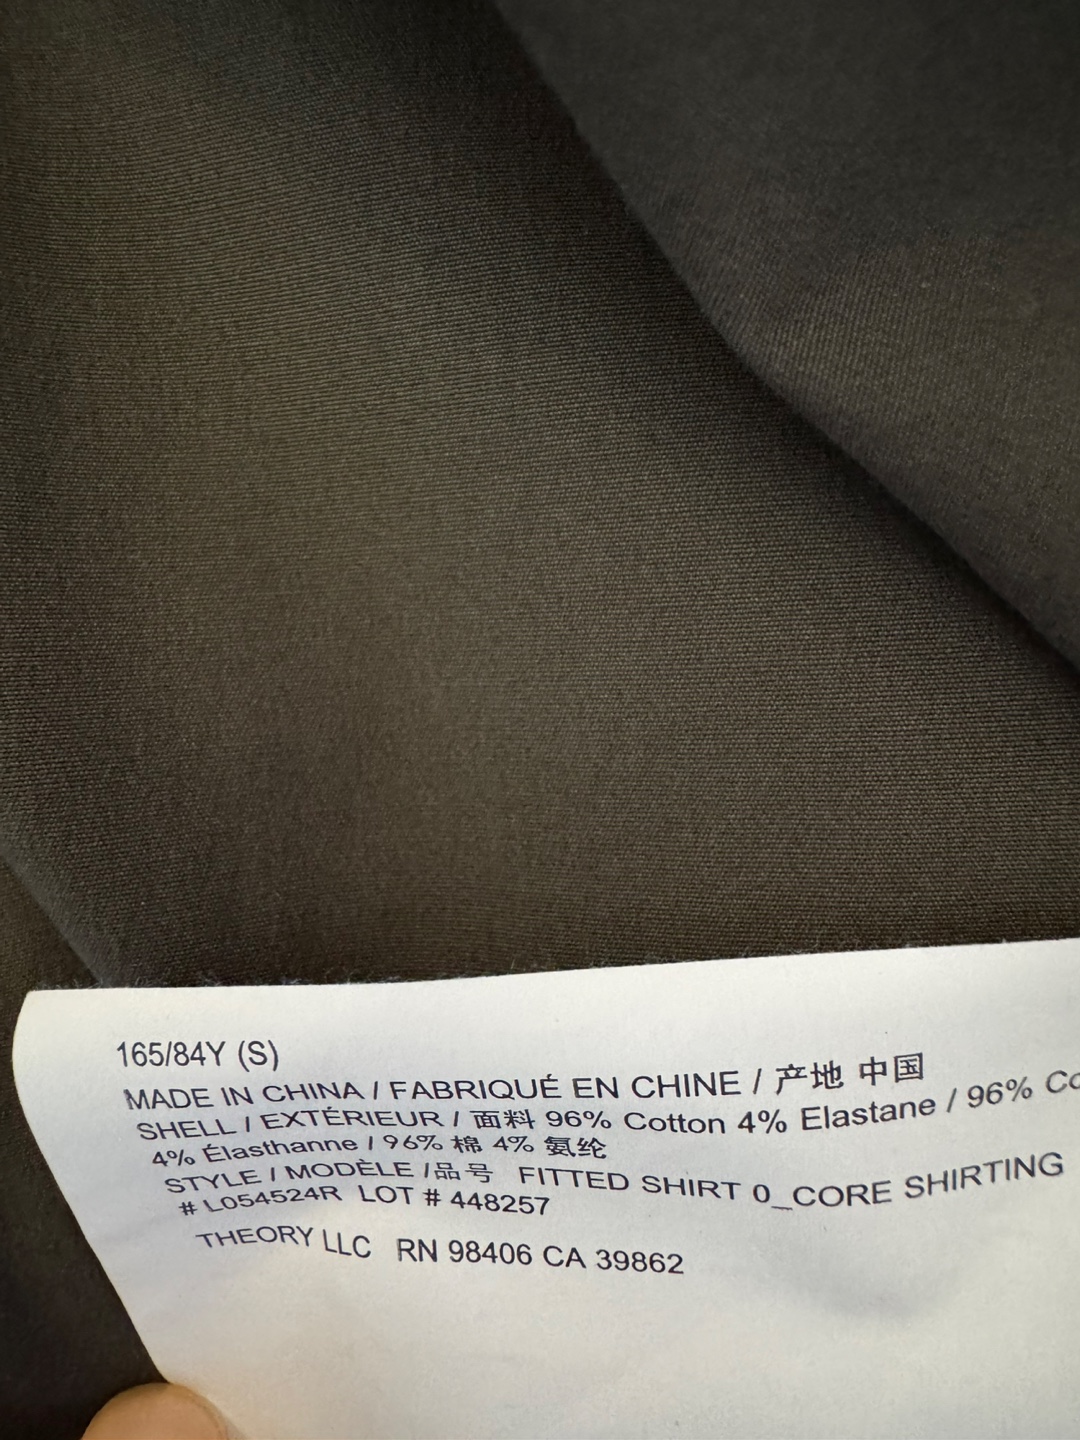 165/84Y (S)
MADE IN CHINA / FABRIQUÉ EN CHINE / 产地 中国
SHELL / EXTÉRIEUR / 面料 96% Cotton 4% Elastane / 96% Co
4% Élasthanne / 96% 棉 4% 氨纶
STYLE / MODÈLE /品号 FITTED SHIRT 0_CORE SHIRTING
# L054524R LOT # 448257
THEORY LLC RN 98406 CA 39862